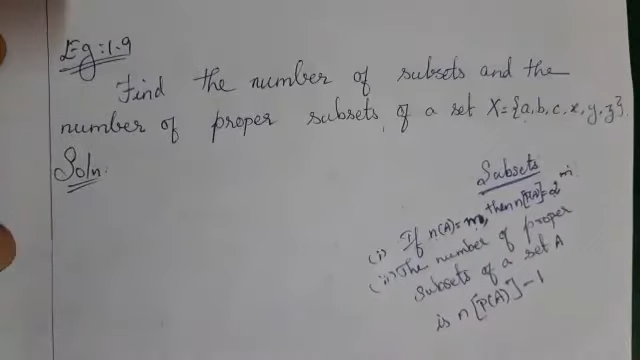 Eg:1.9
Find the number of subsets and the
number of proper subsets of a set X={a,b,c,x,y,z}.
Soln:
Subsets
(i) If n(A)=m, then n[P(A)]=2^m.
(ii) The number of proper
subsets of a set A
is n[P(A)]-1